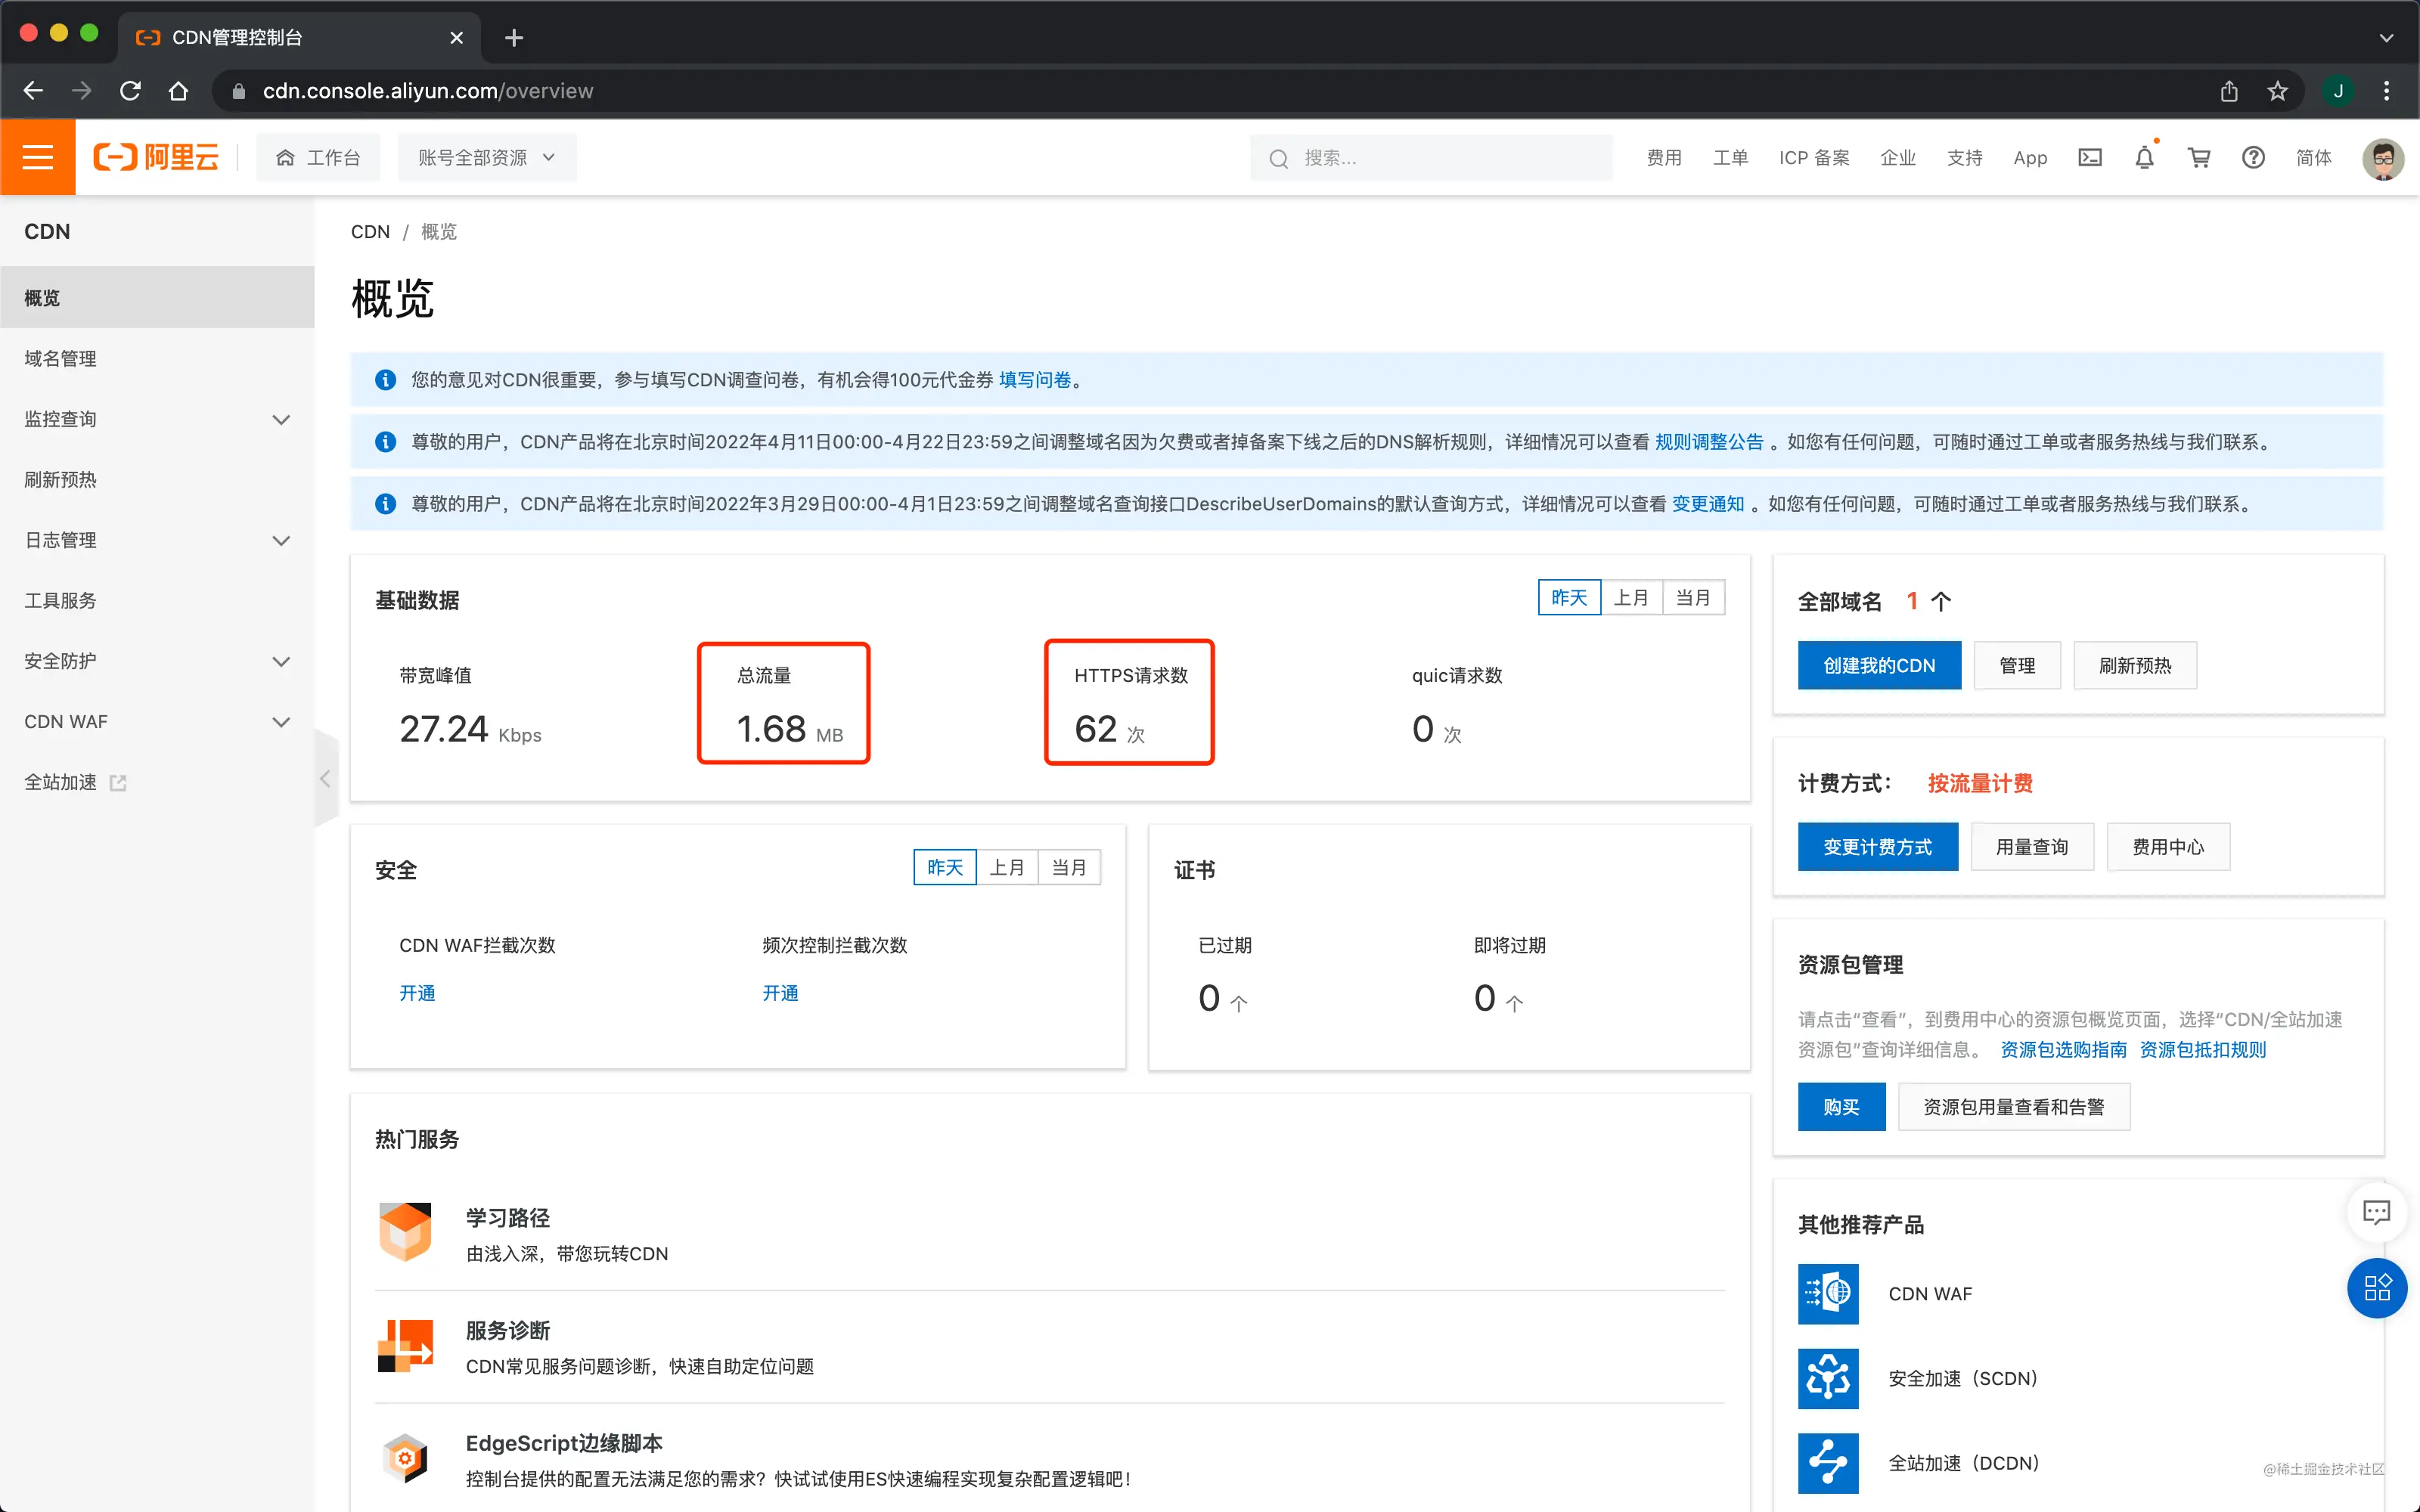 CDN管理控制台
cdn.console.aliyun.com/overview
J
阿里云
工作台
账号全部资源
搜索...
费用
工单
ICP 备案
企业
支持
App
简体
CDN
概览
域名管理
监控查询
刷新预热
日志管理
工具服务
安全防护
CDN WAF
全站加速
CDN / 概览
概览
您的意见对CDN很重要，参与填写CDN调查问卷，有机会得100元代金券 填写问卷。
尊敬的用户，CDN产品将在北京时间2022年4月11日00:00-4月22日23:59之间调整域名因为欠费或者掉备案下线之后的DNS解析规则，详细情况可以查看 规则调整公告 。如您有任何问题，可随时通过工单或者服务热线与我们联系。
尊敬的用户，CDN产品将在北京时间2022年3月29日00:00-4月1日23:59之间调整域名查询接口DescribeUserDomains的默认查询方式，详细情况可以查看 变更通知 。如您有任何问题，可随时通过工单或者服务热线与我们联系。
基础数据
昨天 上月 当月
带宽峰值
27.24 Kbps
总流量
1.68 MB
HTTPS请求数
62 次
quic请求数
0 次
安全
昨天 上月 当月
CDN WAF拦截次数
开通
频次控制拦截次数
开通
证书
已过期
0 个
即将过期
0 个
热门服务
学习路径
由浅入深，带您玩转CDN
服务诊断
CDN常见服务问题诊断，快速自助定位问题
EdgeScript边缘脚本
控制台提供的配置无法满足您的需求？快试试使用ES快速编程实现复杂配置逻辑吧！
全部域名 1 个
创建我的CDN 管理 刷新预热
计费方式： 按流量计费
变更计费方式 用量查询 费用中心
资源包管理
请点击“查看”，到费用中心的资源包概览页面，选择“CDN/全站加速
资源包”查询详细信息。 资源包选购指南 资源包抵扣规则
购买 资源包用量查看和告警
其他推荐产品
CDN WAF
安全加速（SCDN）
全站加速（DCDN）
@稀土掘金技术社区